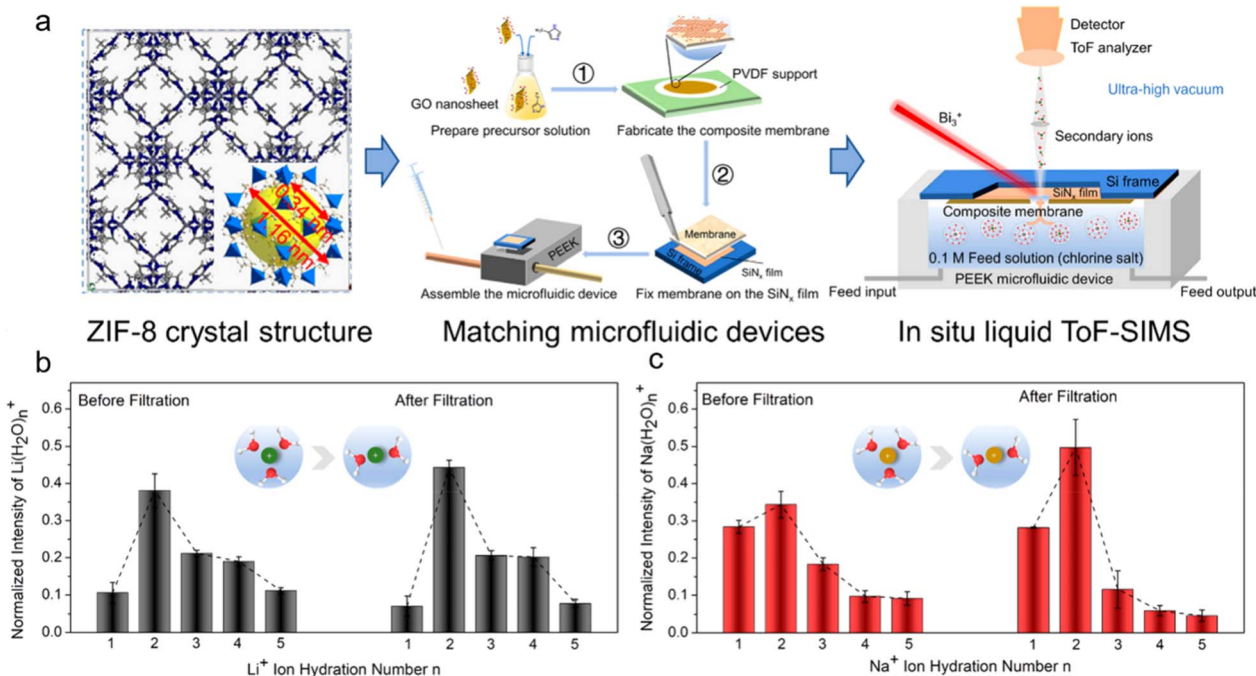 a
0.34 nm
1.16 nm
ZIF-8 crystal structure
GO nanosheet
①
Prepare precursor solution
PVDF support
Fabricate the composite membrane
②
③
PEEK
Assemble the microfluidic device
Membrane
Si frame
SiNₓ film
Fix membrane on the SiNₓ film
Matching microfluidic devices
Detector
ToF analyzer
Ultra-high vacuum
Bi₃⁺
Secondary ions
Si frame
SiNₓ film
Composite membrane
0.1 M Feed solution (chlorine salt)
PEEK microfluidic device
Feed input
Feed output
In situ liquid ToF-SIMS
b
Before Filtration
After Filtration
Normalized Intensity of Li(H₂O)ₙ⁺
0.6
0.5
0.4
0.3
0.2
0.1
0.0
+ +
1 2 3 4 5 1 2 3 4 5
Li⁺ Ion Hydration Number n
c
Before Filtration
After Filtration
Normalized Intensity of Na(H₂O)ₙ⁺
0.6
0.5
0.4
0.3
0.2
0.1
0.0
+ +
1 2 3 4 5 1 2 3 4 5
Na⁺ Ion Hydration Number n